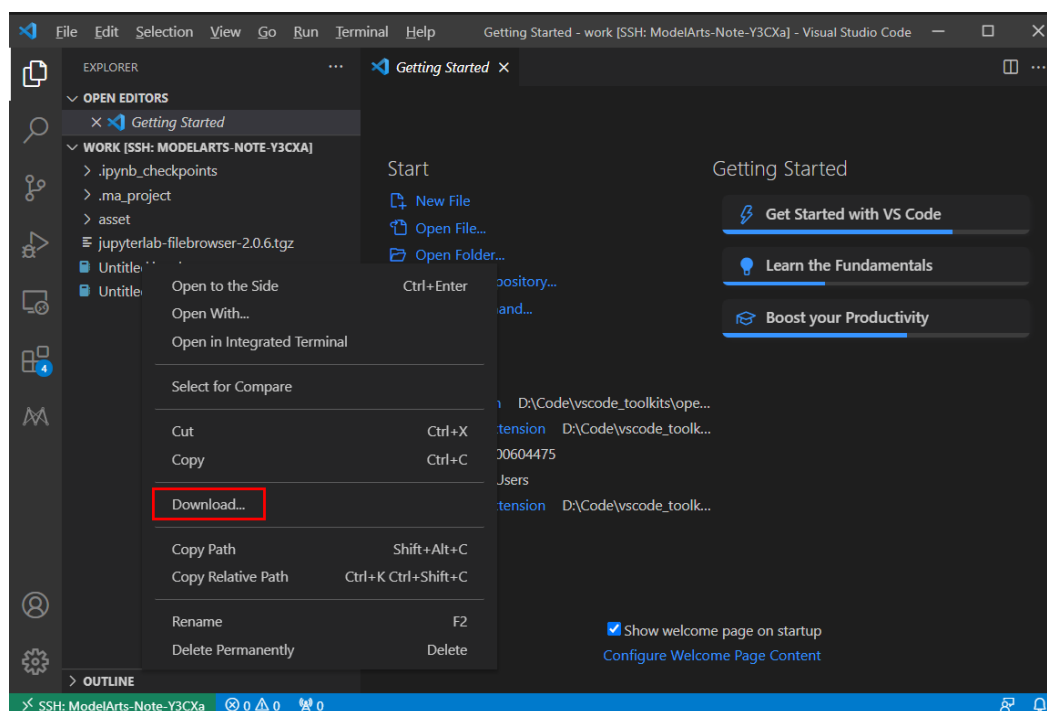 File Edit Selection View Go Run Terminal Help Getting Started - work [SSH: ModelArts-Note-Y3CXa] - Visual Studio Code
EXPLORER
Getting Started
OPEN EDITORS
Getting Started
WORK [SSH: MODELARTS-NOTE-Y3CXA]
.ipynb_checkpoints
.ma_project
asset
jupyterlab-filebrowser-2.0.6.tgz
4
Open to the Side Ctrl+Enter
Open With...
Open in Integrated Terminal
Select for Compare
Cut Ctrl+X
Copy Ctrl+C
Download...
Copy Path Shift+Alt+C
Copy Relative Path Ctrl+K Ctrl+Shift+C
Rename F2
Delete Permanently Delete
OUTLINE
Start
New File
Open File...
Open Folder...
D:\Code\vscode_toolkits\ope...
D:\Code\vscode_toolk...
00604475
Users
D:\Code\vscode_toolk...
Getting Started
Get Started with VS Code
Learn the Fundamentals
Boost your Productivity
Show welcome page on startup
Configure Welcome Page Content
SSH: ModelArts-Note-Y3CXa 0 0 0